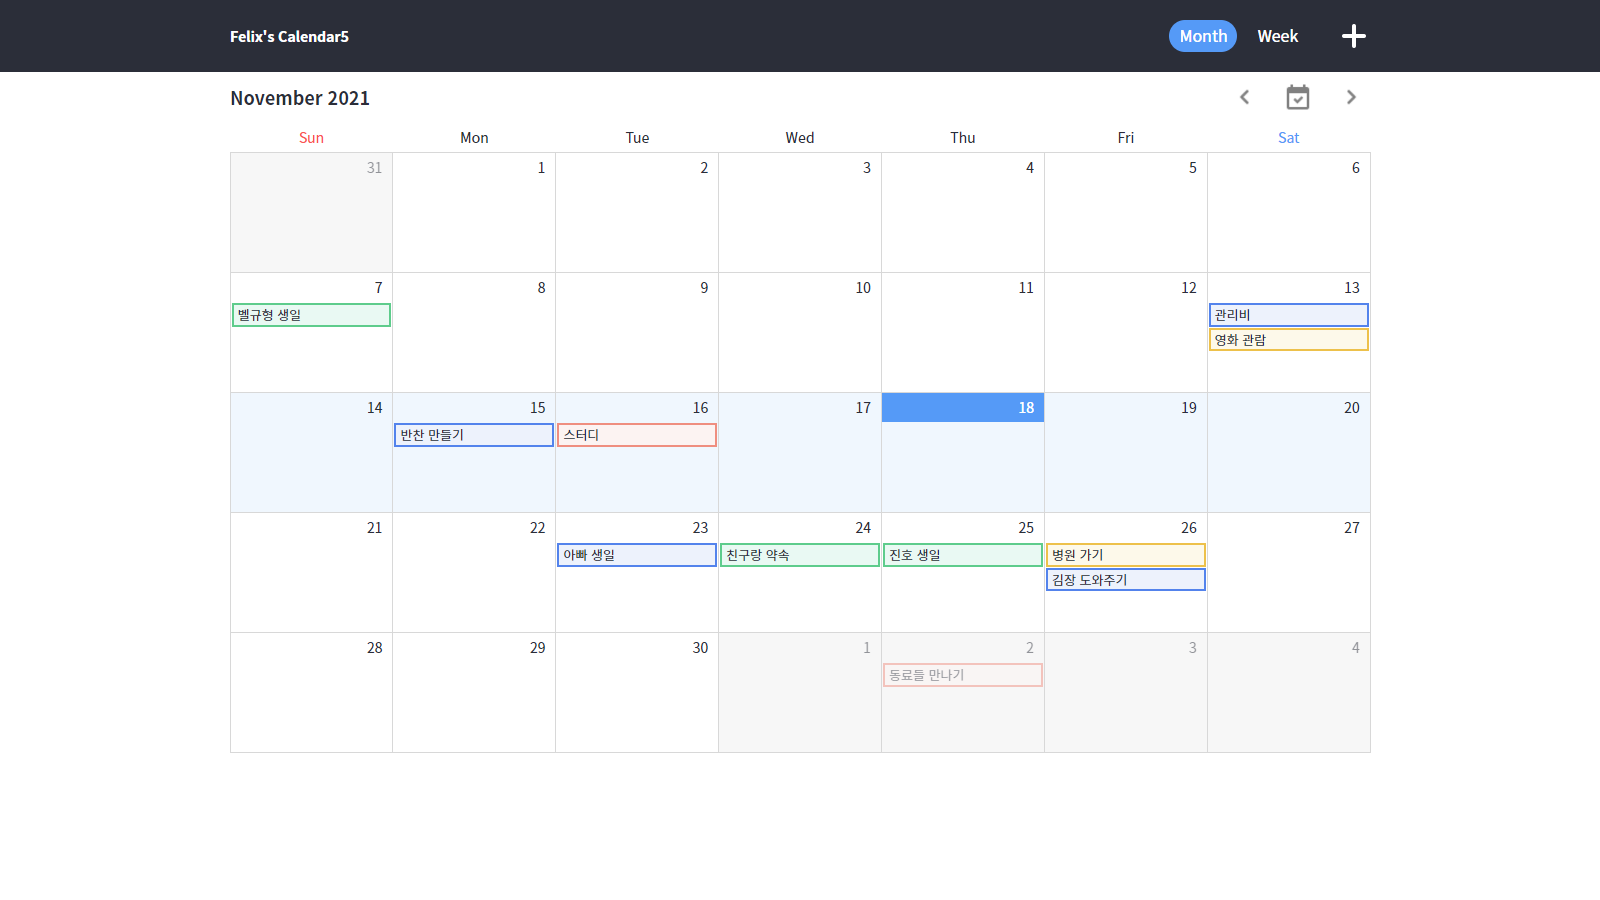 Felix's Calendar5
Month Week
November 2021
Sun Mon Tue Wed Thu Fri Sat
31 1 2 3 4 5 6
7 8 9 10 11 12 13
벨규형 생일 관리비
영화 관람
14 15 16 17 18 19 20
반찬 만들기 스터디
21 22 23 24 25 26 27
아빠 생일 친구랑 약속 진호 생일 병원 가기
김장 도와주기
28 29 30 1 2 3 4
동료들 만나기